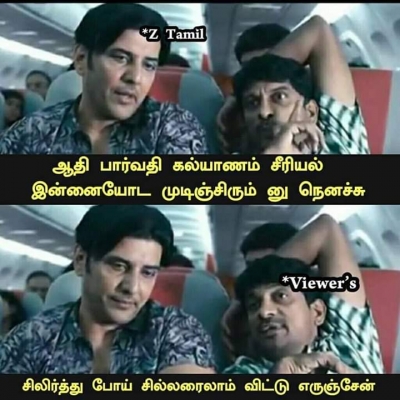 *Z Tamil
ஆதி பார்வதி கல்யாணம் சீரியல்
இன்னையோட முடிஞ்சிரும் னு நெனச்சு
*Viewer's
சிலிர்த்து போய் சில்லரைலாம் விட்டு எருஞ்சேன்